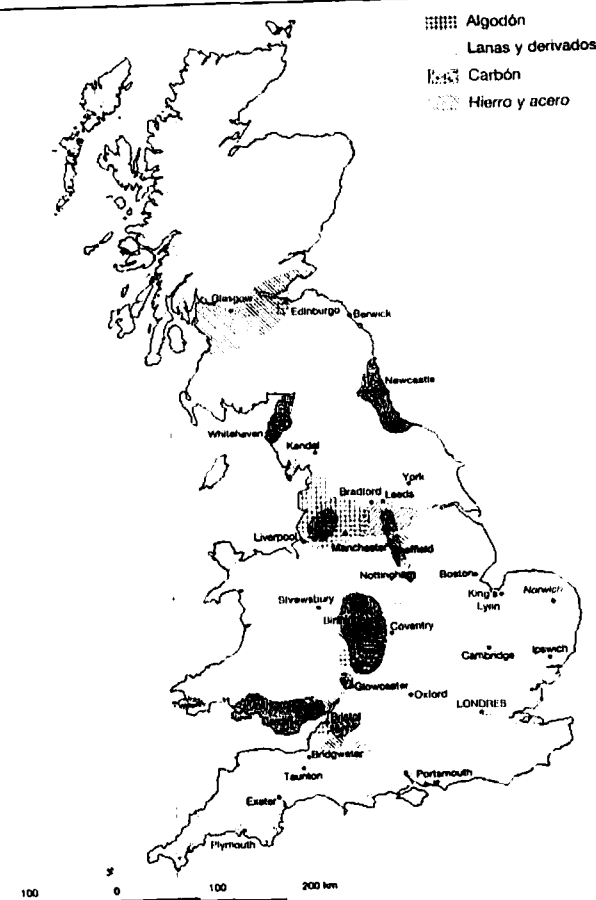 Algodón
Lanas y derivados
Carbón
Hierro y acero
Glasgow
Edinburgo
Berwick
Newcastle
Whitehaven
Kendal
York
Bradford
Leeds
Liverpool
Manchester
Nottingham
Boston
King's
Lynn
Norwich
Shrewsbury
Coventry
Cambridge
Ipswich
Glowcester
Oxford
LONDRES
Bristol
Bridgwater
Taunton
Portsmouth
Exeter
Plymouth
100 0 100 200 km